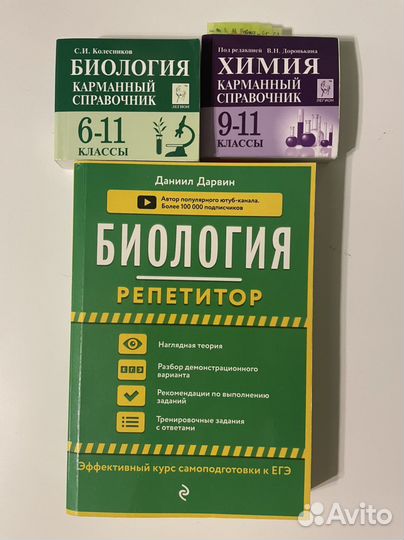 С.И. Колесников
БИОЛОГИЯ
КАРМАННЫЙ
СПРАВОЧНИК
ЛЕГИОН
6-11
КЛАССЫ
Под редакцией В.Н. Доронькина
ХИМИЯ
КАРМАННЫЙ
СПРАВОЧНИК
ЛЕГИОН
9-11
КЛАССЫ
Даниил Дарвин
Автор популярного ютуб-канала.
Более 100 000 подписчиков
БИОЛОГИЯ
РЕПЕТИТОР
Наглядная теория
ЕГЭ
Разбор демонстрационного
варианта
Рекомендации по выполнению
заданий
Тренировочные задания
с ответами
Эффективный курс самоподготовки к ЕГЭ
Avito